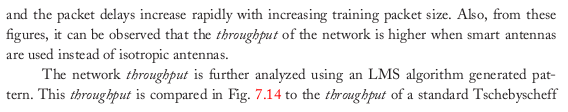 and the packet delays increase rapidly with increasing training packet size. Also, from these
figures, it can be observed that the throughput of the network is higher when smart antennas
are used instead of isotropic antennas.
The network throughput is further analyzed using an LMS algorithm generated pat-
tern. This throughput is compared in Fig. 7.14 to the throughput of a standard Tschebyscheff